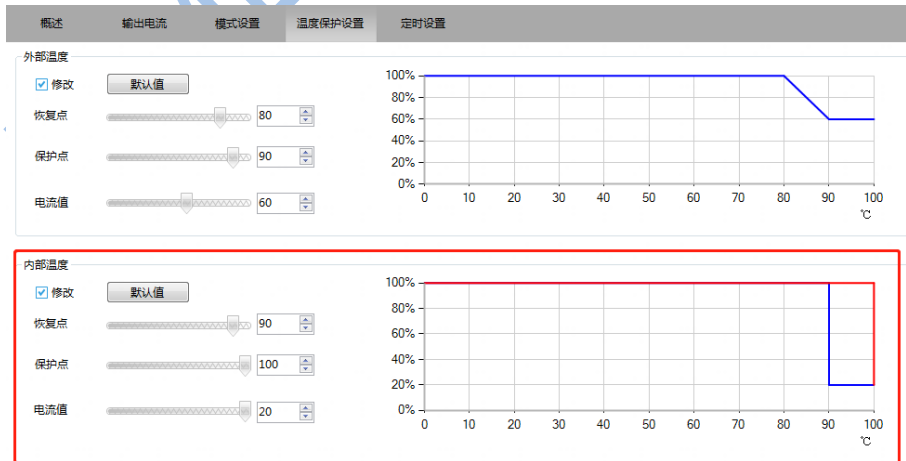 概述 输出电流 模式设置 温度保护设置 定时设置
外部温度
修改 默认值
恢复点 80
保护点 90
电流值 60
100%
80%
60%
40%
20%
0%
0 10 20 30 40 50 60 70 80 90 100
℃
内部温度
修改 默认值
恢复点 90
保护点 100
电流值 20
100%
80%
60%
40%
20%
0%
0 10 20 30 40 50 60 70 80 90 100
℃